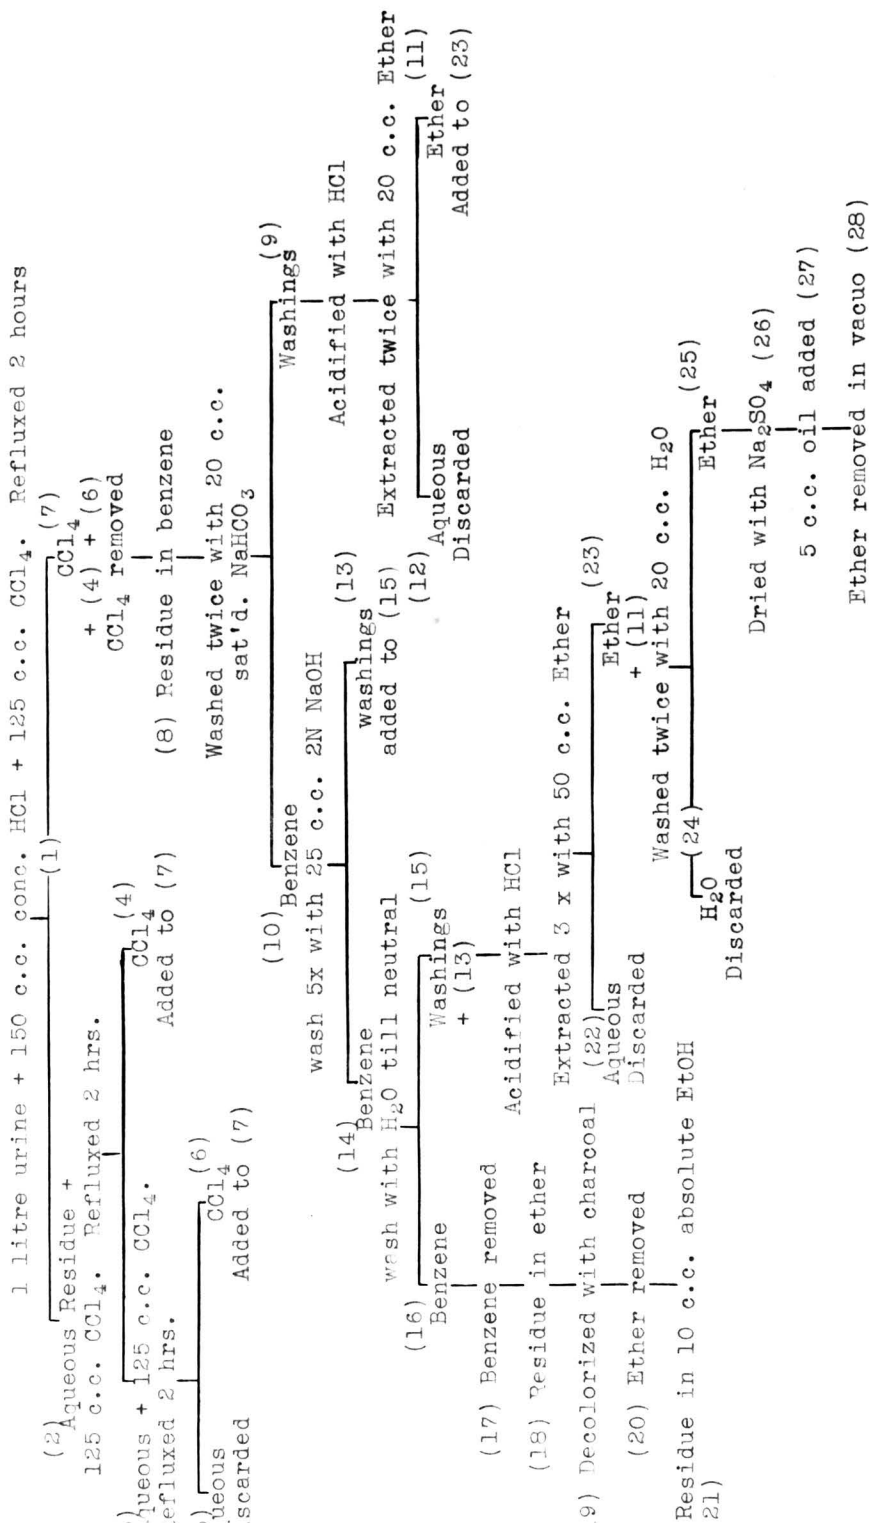 1 litre urine + 150 c.c. conc. HCl + 125 c.c. CCl₄. Refluxed 2 hours
(1)
(2) Aqueous Residue +
125 c.c. CCl₄. Refluxed 2 hrs.
CCl₄ (7)
+ (4) + (6)
CCl₄ removed
CCl₄ (4)
Added to (7)
+ 125 c.c. CCl₄.
2 hrs.
CCl₄ (6)
Added to (7)
(8) Residue in benzene
Washed twice with 20 c.c.
sat'd. NaHCO₃
(10) Benzene
Washings (9)
wash 5x with 25 c.c. 2N NaOH
Acidified with HCl
Extracted twice with 20 c.c. Ether
(12) Aqueous
Discarded
Ether (11)
Added to (23)
(14) Benzene
washings (13)
added to (15)
wash with H₂O till neutral
(16) Benzene
Washings (15)
+ (13)
(17) Benzene removed
Acidified with HCl
(18) Residue in ether
Extracted 3 x with 50 c.c. Ether
(22) Aqueous
Discarded
Ether (23)
+ (11)
9) Decolorized with charcoal
(20) Ether removed
Washed twice with 20 c.c. H₂O
(24)
H₂O
Discarded
Ether (25)
Residue in 10 c.c. absolute EtOH
21)
Dried with Na₂SO₄ (26)
5 c.c. oil added (27)
Ether removed in vacuo (28)